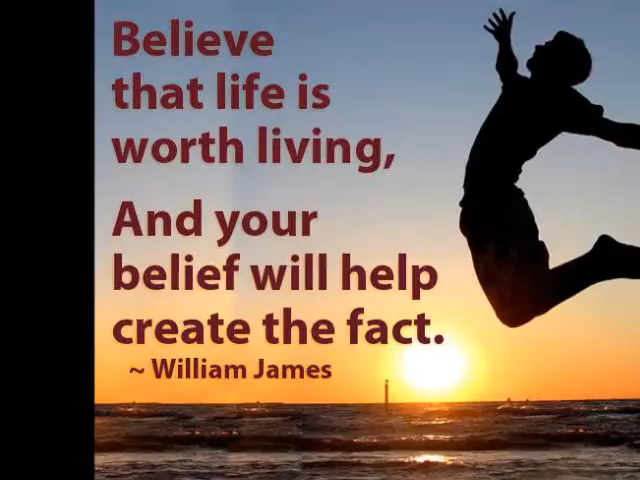 Believe
that life is
worth living,
And your
belief will help
create the fact.
~ William James